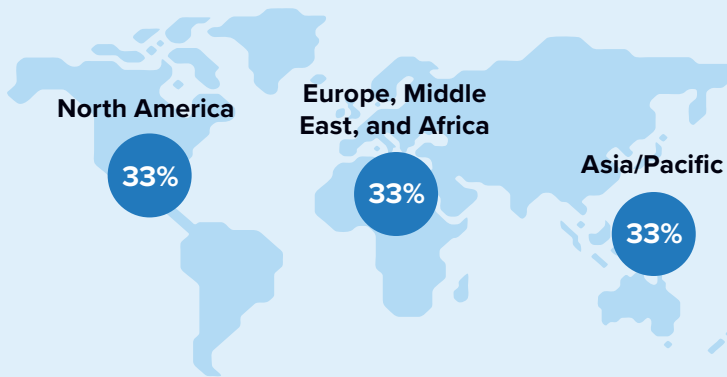 North America
33%
Europe, Middle
East, and Africa
33%
Asia/Pacific
33%